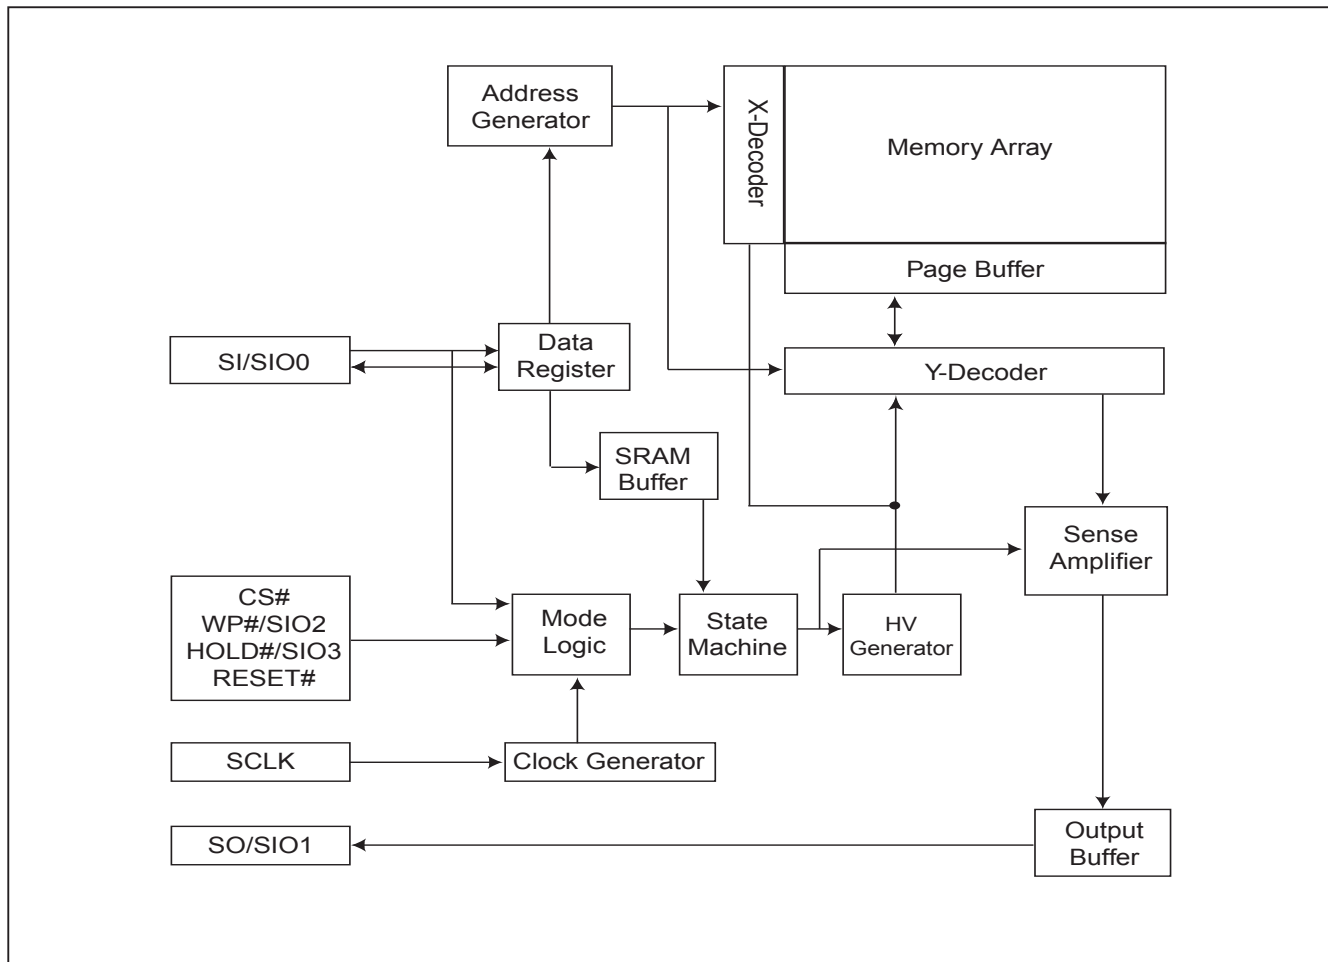 Address
Generator
X-Decoder
Memory Array
Page Buffer
SI/SIO0
Data
Register
Y-Decoder
SRAM
Buffer
Sense
Amplifier
CS#
WP#/SIO2
HOLD#/SIO3
RESET#
Mode
Logic
State
Machine
HV
Generator
SCLK
Clock Generator
SO/SIO1
Output
Buffer